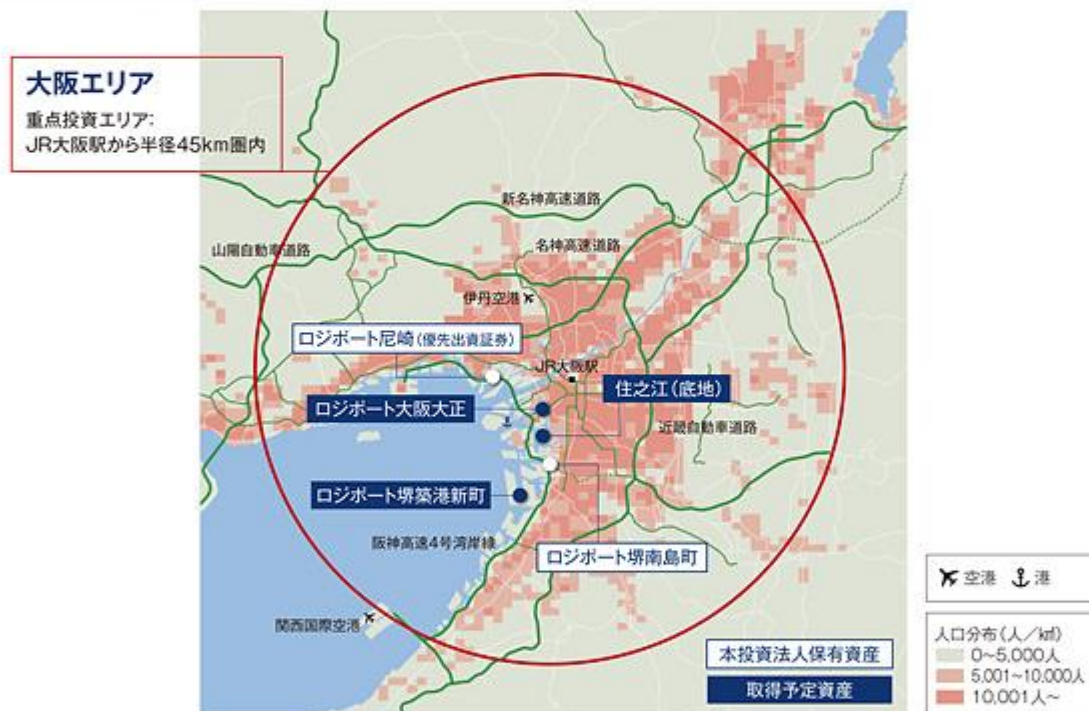 大阪エリア
重点投資エリア:
JR大阪駅から半径45km圏内
新名神高速道路
名神高速道路
山陽自動車道路
伊丹空港
ロジポート尼崎(優先出資証券)
JR大阪駅
住之江(底地)
ロジポート大阪大正
近畿自動車道路
ロジポート堺築港新町
阪神高速4号湾岸線
ロジポート堺南島町
関西国際空港
本投資法人保有資産
取得予定資産
空港 港
人口分布(人/㎢)
0〜5,000人
5,001〜10,000人
10,001人〜